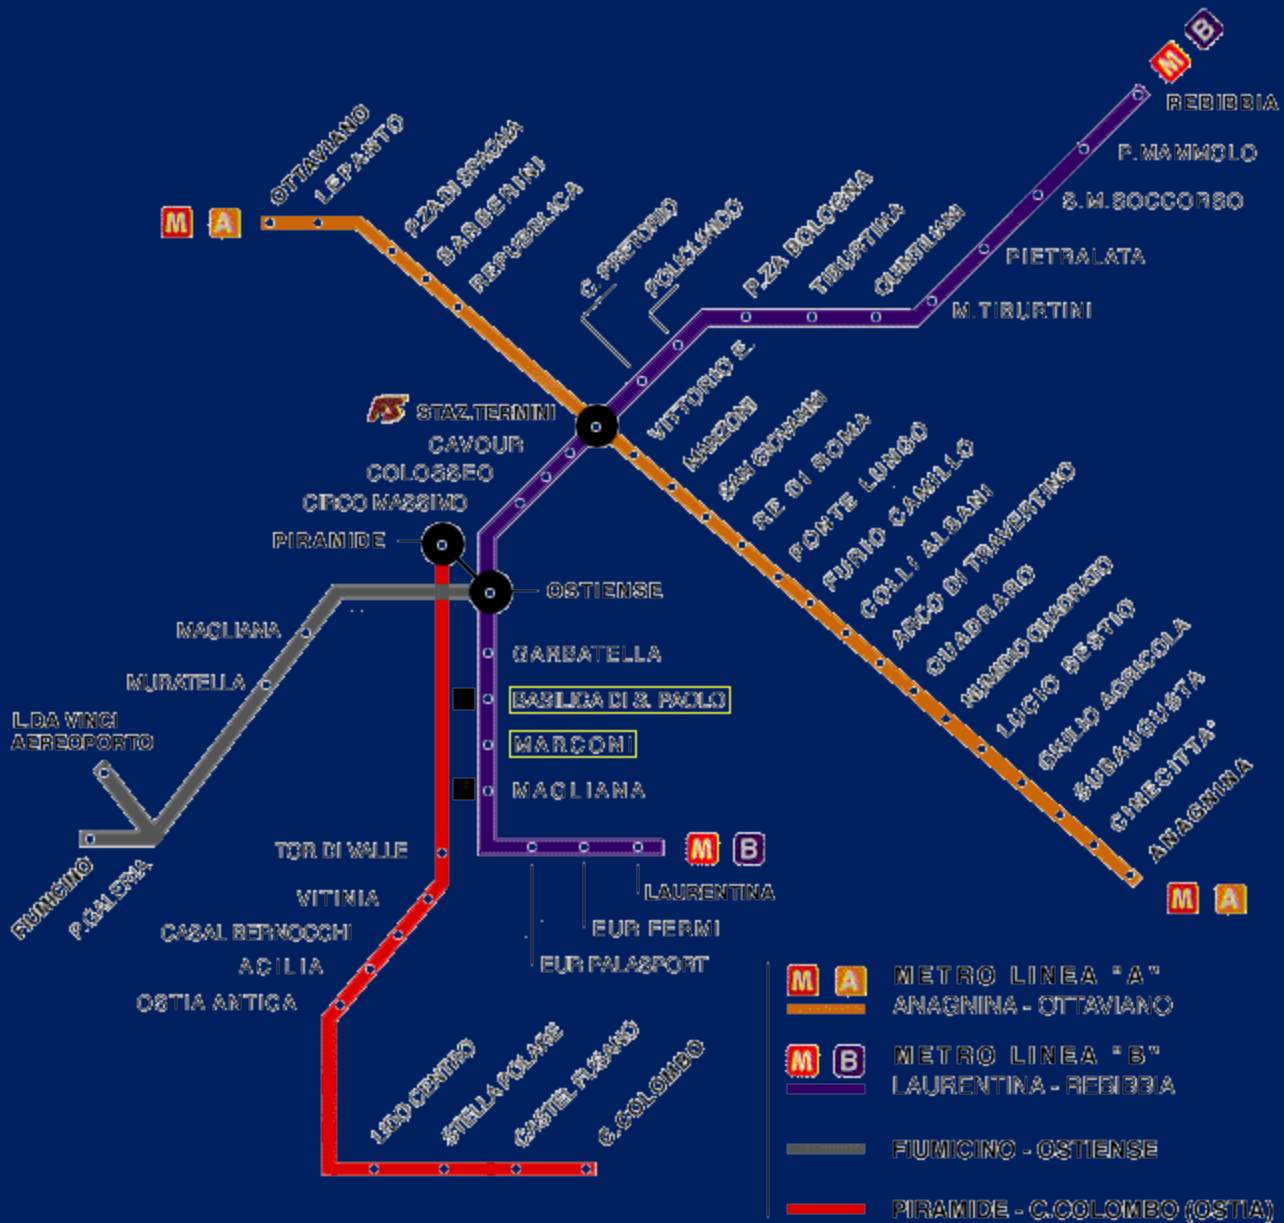 M B
REBIBBIA
P.MAMMOLO
S.M.SOCCORSO
PIETRALATA
M.TIBURTINI
QUINTILIANI
TIBURTINA
P.ZA BOLOGNA
POLICLINICO
C. PRETORIO
M A
OTTAVIANO
LEPANTO
P.ZA DI SPAGNA
BARBERINI
REPUBBLICA
FS STAZ.TERMINI
CAVOUR
COLOSSEO
CIRCO MASSIMO
PIRAMIDE
OSTIENSE
VITTORIO E.
MANZONI
SAN GIOVANNI
RE DI ROMA
PONTE LUNGO
FURIO CAMILLO
COLLI ALBANI
ARCO DI TRAVERTINO
QUADRARO
NUMIDIO QUADRATO
LUCIO SESTIO
GIULIO AGRICOLA
SUBAUGUSTA
CINECITTA'
ANAGNINA
M A
MAGLIANA
MURATELLA
L.DA VINCI
AEREOPORTO
FIUMICINO
P.GALERIA
GARBATELLA
BASILICA DI S. PAOLO
MARCONI
MAGLIANA
M B
LAURENTINA
EUR FERMI
EUR PALASPORT
TOR DI VALLE
VITINIA
CASAL BERNOCCHI
ACILIA
OSTIA ANTICA
LIDO CENTRO
STELLA POLARE
CASTEL FUSANO
C.COLOMBO
M A METRO LINEA "A"
ANAGNINA - OTTAVIANO
M B METRO LINEA "B"
LAURENTINA - REBIBBIA
FIUMICINO - OSTIENSE
PIRAMIDE - C.COLOMBO (OSTIA)